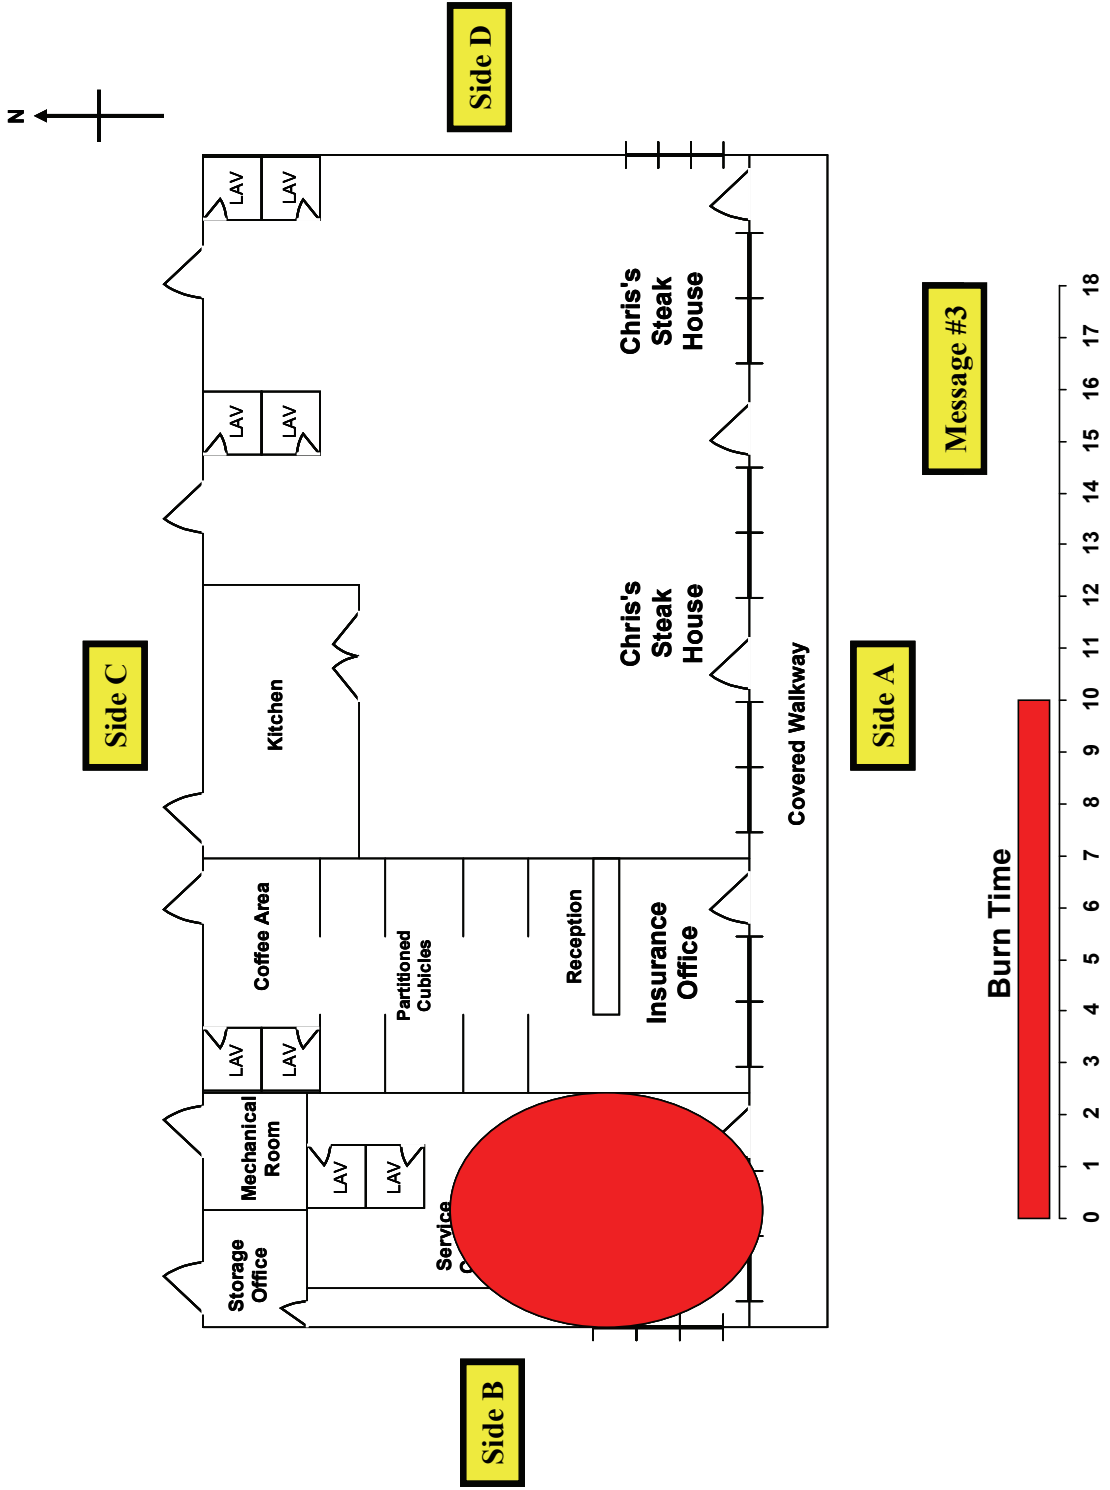 N
Side C
Side D
Side B
Side A
Storage
Office
Mechanical
Room
LAV
LAV
LAV
LAV
Coffee Area
Kitchen
LAV
LAV
LAV
LAV
Service
Partitioned
Cubicles
Reception
Insurance
Office
Chris's
Steak
House
Chris's
Steak
House
Covered Walkway
Message #3
Burn Time
0 1 2 3 4 5 6 7 8 9 10 11 12 13 14 15 16 17 18